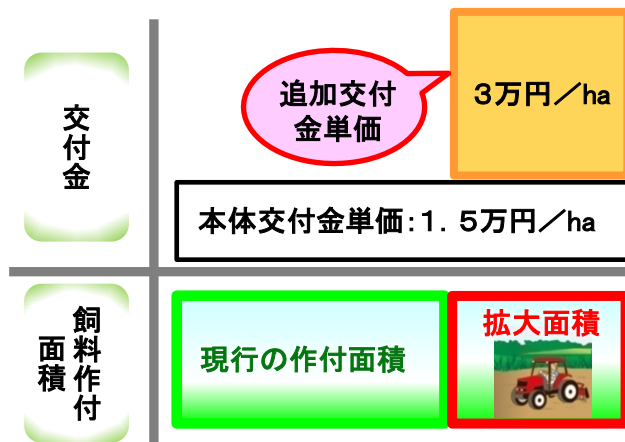 交付金
追加交付
金単価
３万円／ha
本体交付金単価：１．５万円／ha
飼料作付
面積
現行の作付面積
拡大面積